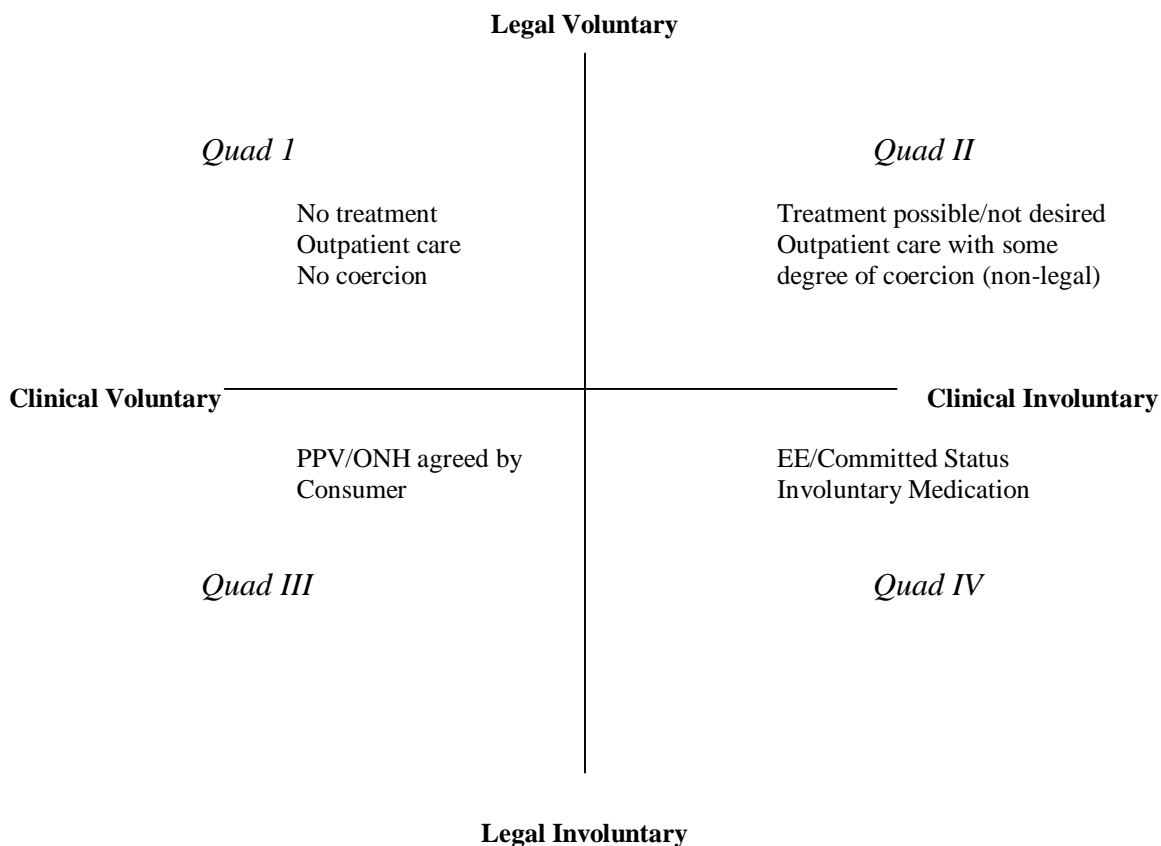 Legal Voluntary
Quad 1
No treatment
Outpatient care
No coercion
Quad II
Treatment possible/not desired
Outpatient care with some
degree of coercion (non-legal)
Clinical Voluntary
Clinical Involuntary
PPV/ONH agreed by
Consumer
Quad III
EE/Committed Status
Involuntary Medication
Quad IV
Legal Involuntary